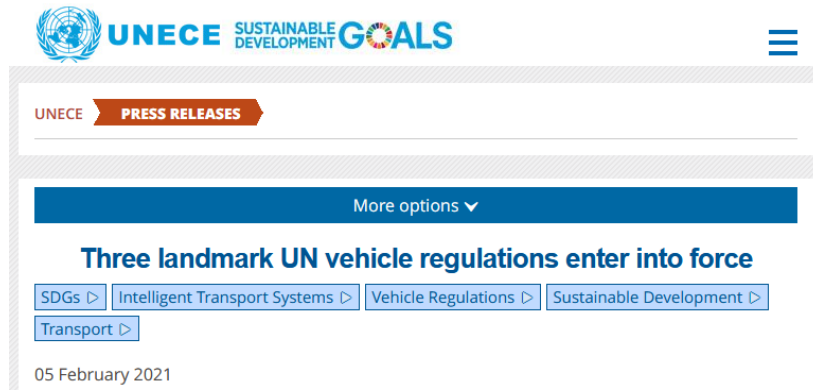 UNECE SUSTAINABLE DEVELOPMENT GOALS
UNECE PRESS RELEASES
More options
Three landmark UN vehicle regulations enter into force
SDGs Intelligent Transport Systems Vehicle Regulations Sustainable Development
Transport
05 February 2021